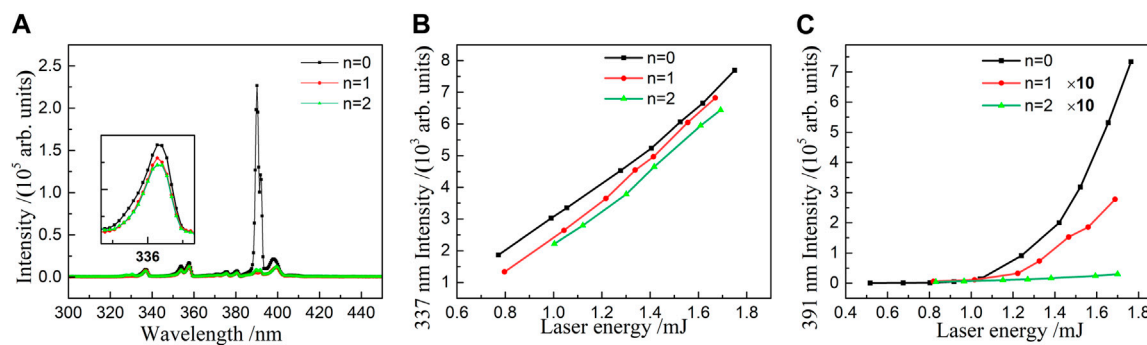 A
Intensity /(10⁵ arb. units)
2.5
2.0
1.5
1.0
0.5
0.0
n=0
n=1
n=2
336
300 320 340 360 380 400 420 440
Wavelength /nm
B
337 nm Intensity /(10³ arb. units)
8
7
6
5
4
3
2
1
n=0
n=1
n=2
0.6 0.8 1.0 1.2 1.4 1.6 1.8
Laser energy /mJ
C
391 nm Intensity /(10⁵ arb. units)
7
6
5
4
3
2
1
0
n=0
n=1 ×10
n=2 ×10
0.4 0.6 0.8 1.0 1.2 1.4 1.6 1.8
Laser energy /mJ